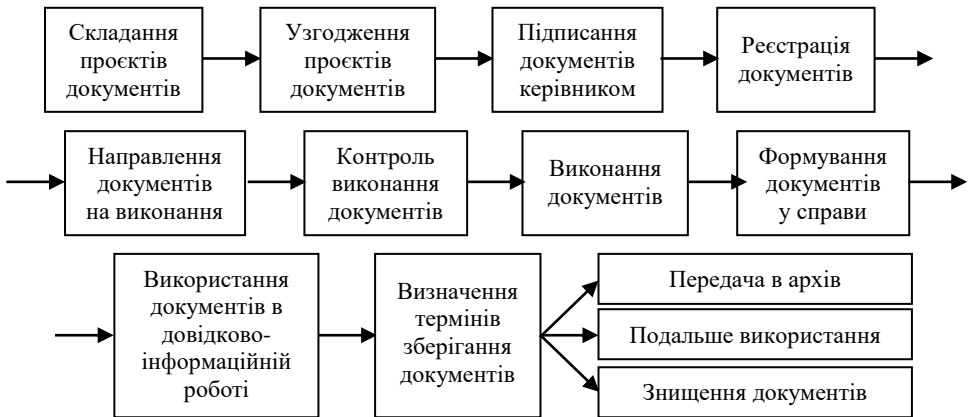 Складання
проєктів
документів
Узгодження
проєктів
документів
Підписання
документів
керівником
Реєстрація
документів
Направлення
документів
на виконання
Контроль
виконання
документів
Виконання
документів
Формування
документів
у справи
Використання
документів в
довідково-
інформаційній
роботі
Визначення
термінів
зберігання
документів
Передача в архів
Подальше використання
Знищення документів